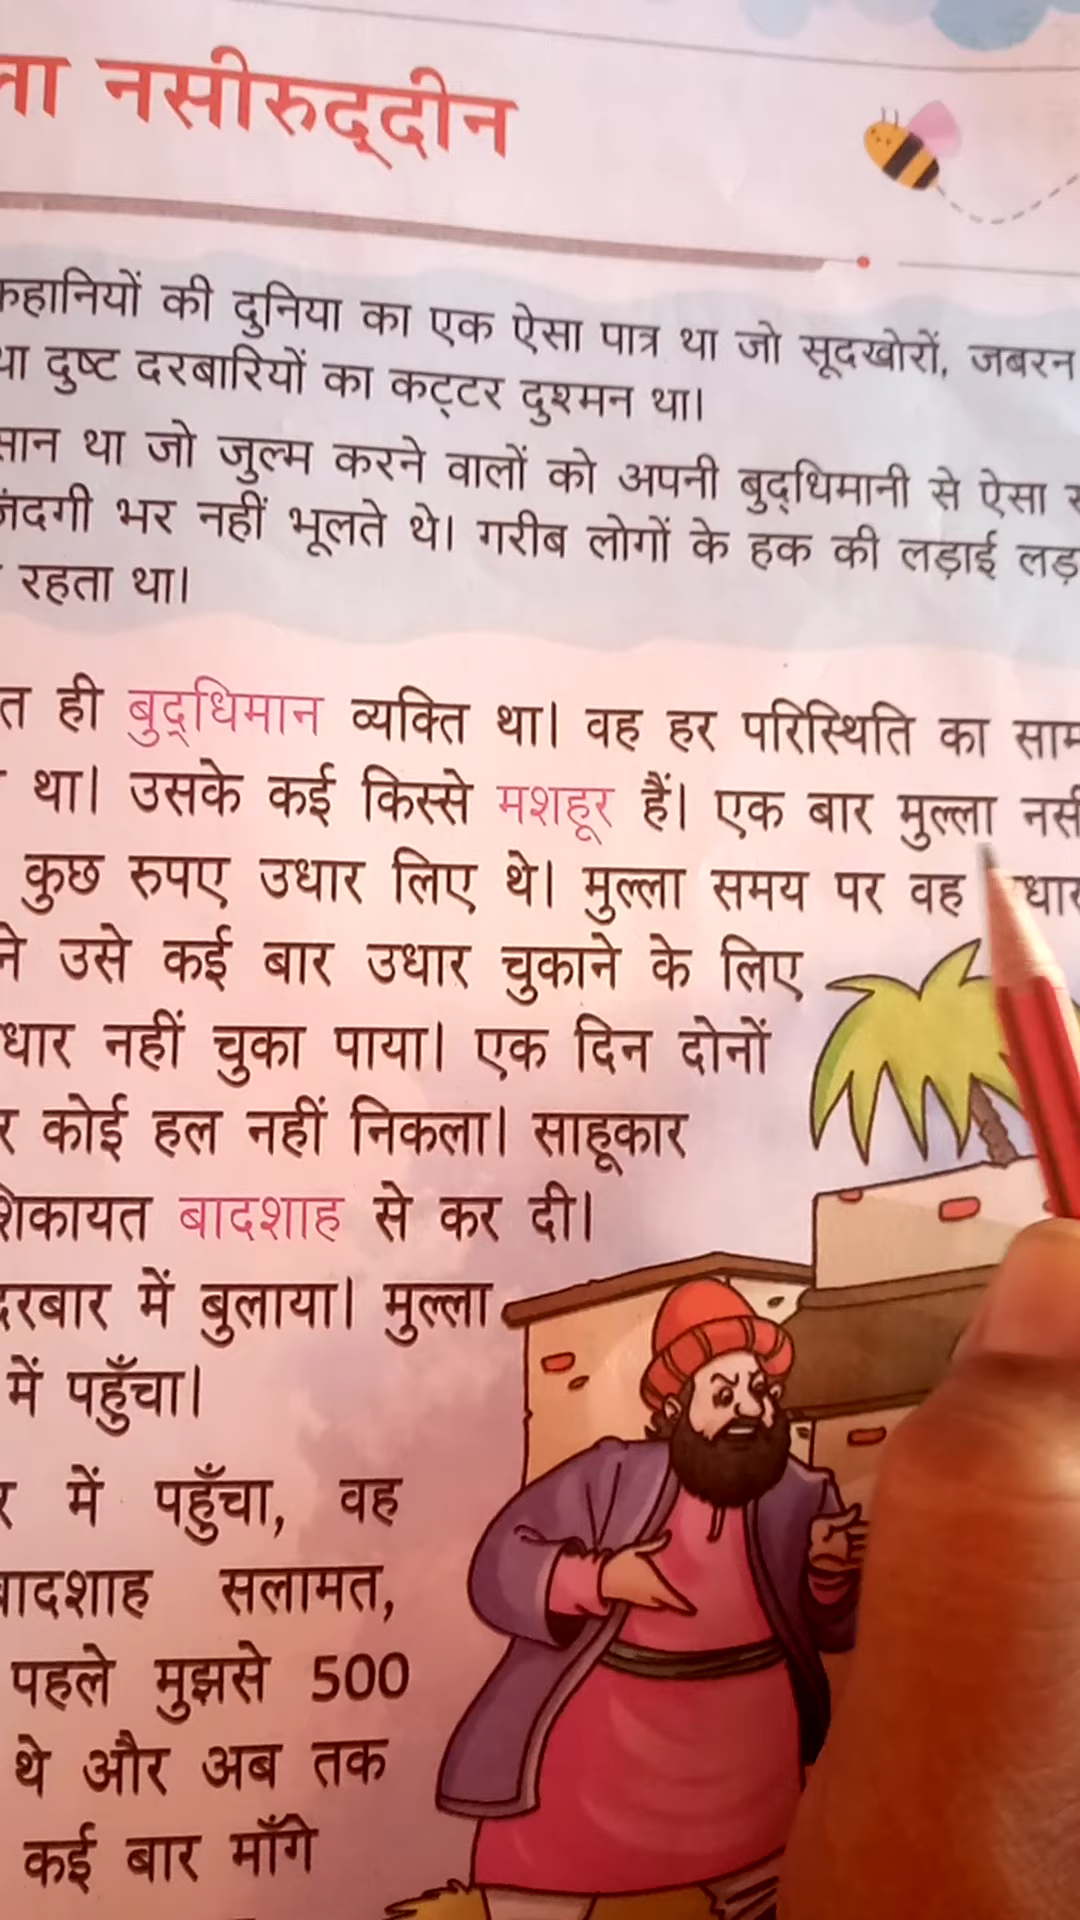 नसीरुद्दीन
कहानियों की दुनिया का एक ऐसा पात्र था जो सूदखोरों, जबरन
दुष्ट दरबारियों का कट्टर दुश्मन था।
था जो जुल्म करने वालों को अपनी बुद्धिमानी से ऐसा
भर नहीं भूलते थे। गरीब लोगों के हक की लड़ाई
रहता था।
ही बुद्धिमान व्यक्ति था। वह हर परिस्थिति का
था। उसके कई किस्से मशहूर हैं। एक बार मुल्ला
कुछ रुपए उधार लिए थे। मुल्ला समय पर वह
ने उसे कई बार उधार चुकाने के लिए
नहीं चुका पाया। एक दिन दोनों
कोई हल नहीं निकला। साहूकार
शिकायत बादशाह से कर दी।
दरबार में बुलाया। मुल्ला
में पहुँचा।
में पहुँचा, वह
बादशाह सलामत,
पहले मुझसे 500
थे और अब तक
कई बार माँगे